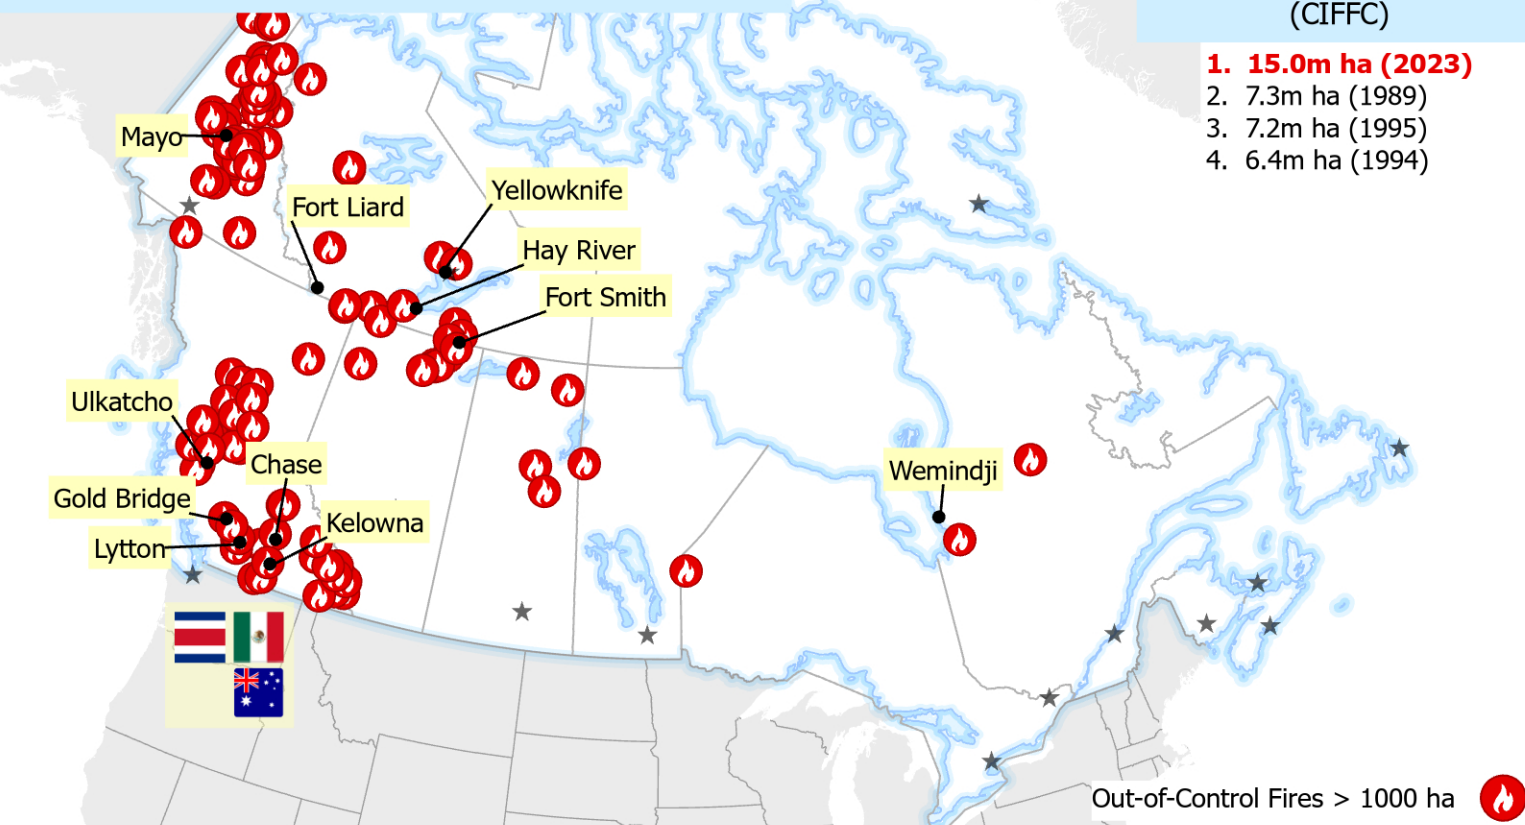 (CIFFC)
1. 15.0m ha (2023)
2. 7.3m ha (1989)
3. 7.2m ha (1995)
4. 6.4m ha (1994)
Mayo
Yellowknife
Fort Liard
Hay River
Fort Smith
Ulkatcho
Chase
Wemindji
Gold Bridge
Kelowna
Lytton
Out-of-Control Fires > 1000 ha